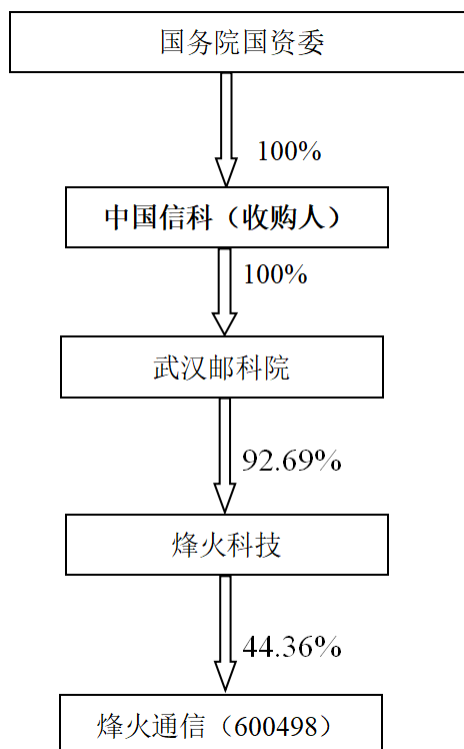 国务院国资委
100%
中国信科（收购人）
100%
武汉邮科院
92.69%
烽火科技
44.36%
烽火通信（600498）